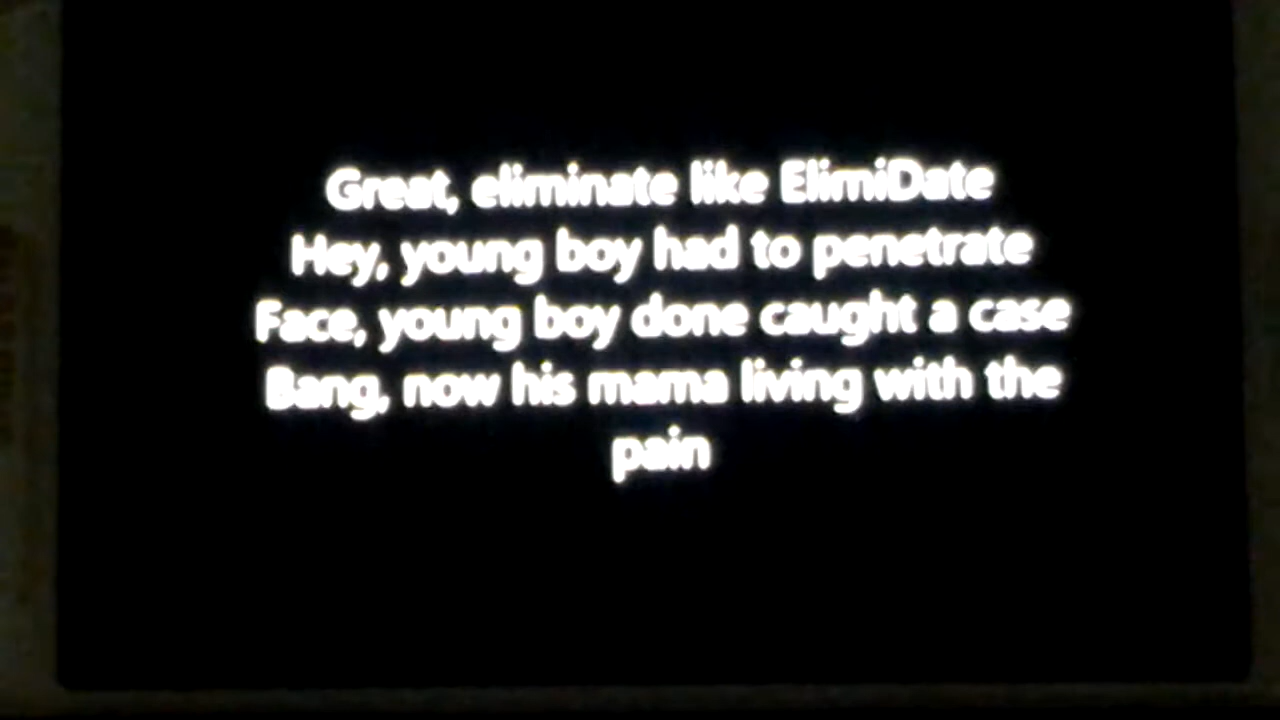 Great, eliminate like ElimiDate
Hey, young boy had to penetrate
Face, young boy done caught a case
Bang, now his mama living with the
pain